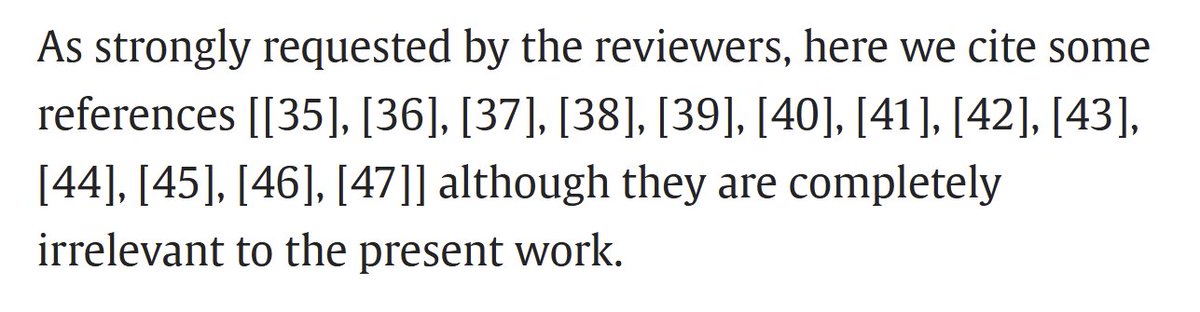 As strongly requested by the reviewers, here we cite some
references [[35], [36], [37], [38], [39], [40], [41], [42], [43],
[44], [45], [46], [47]] although they are completely
irrelevant to the present work.